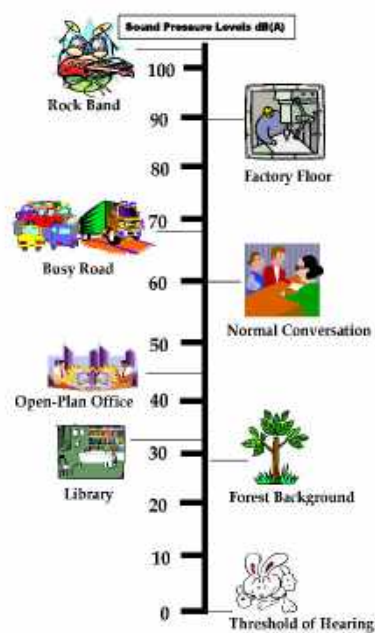 Sound Pressure Levels dB(A)
100
Rock Band
90
Factory Floor
80
70
Busy Road
60
Normal Conversation
50
Open-Plan Office
40
30
Library
Forest Background
20
10
0
Threshold of Hearing